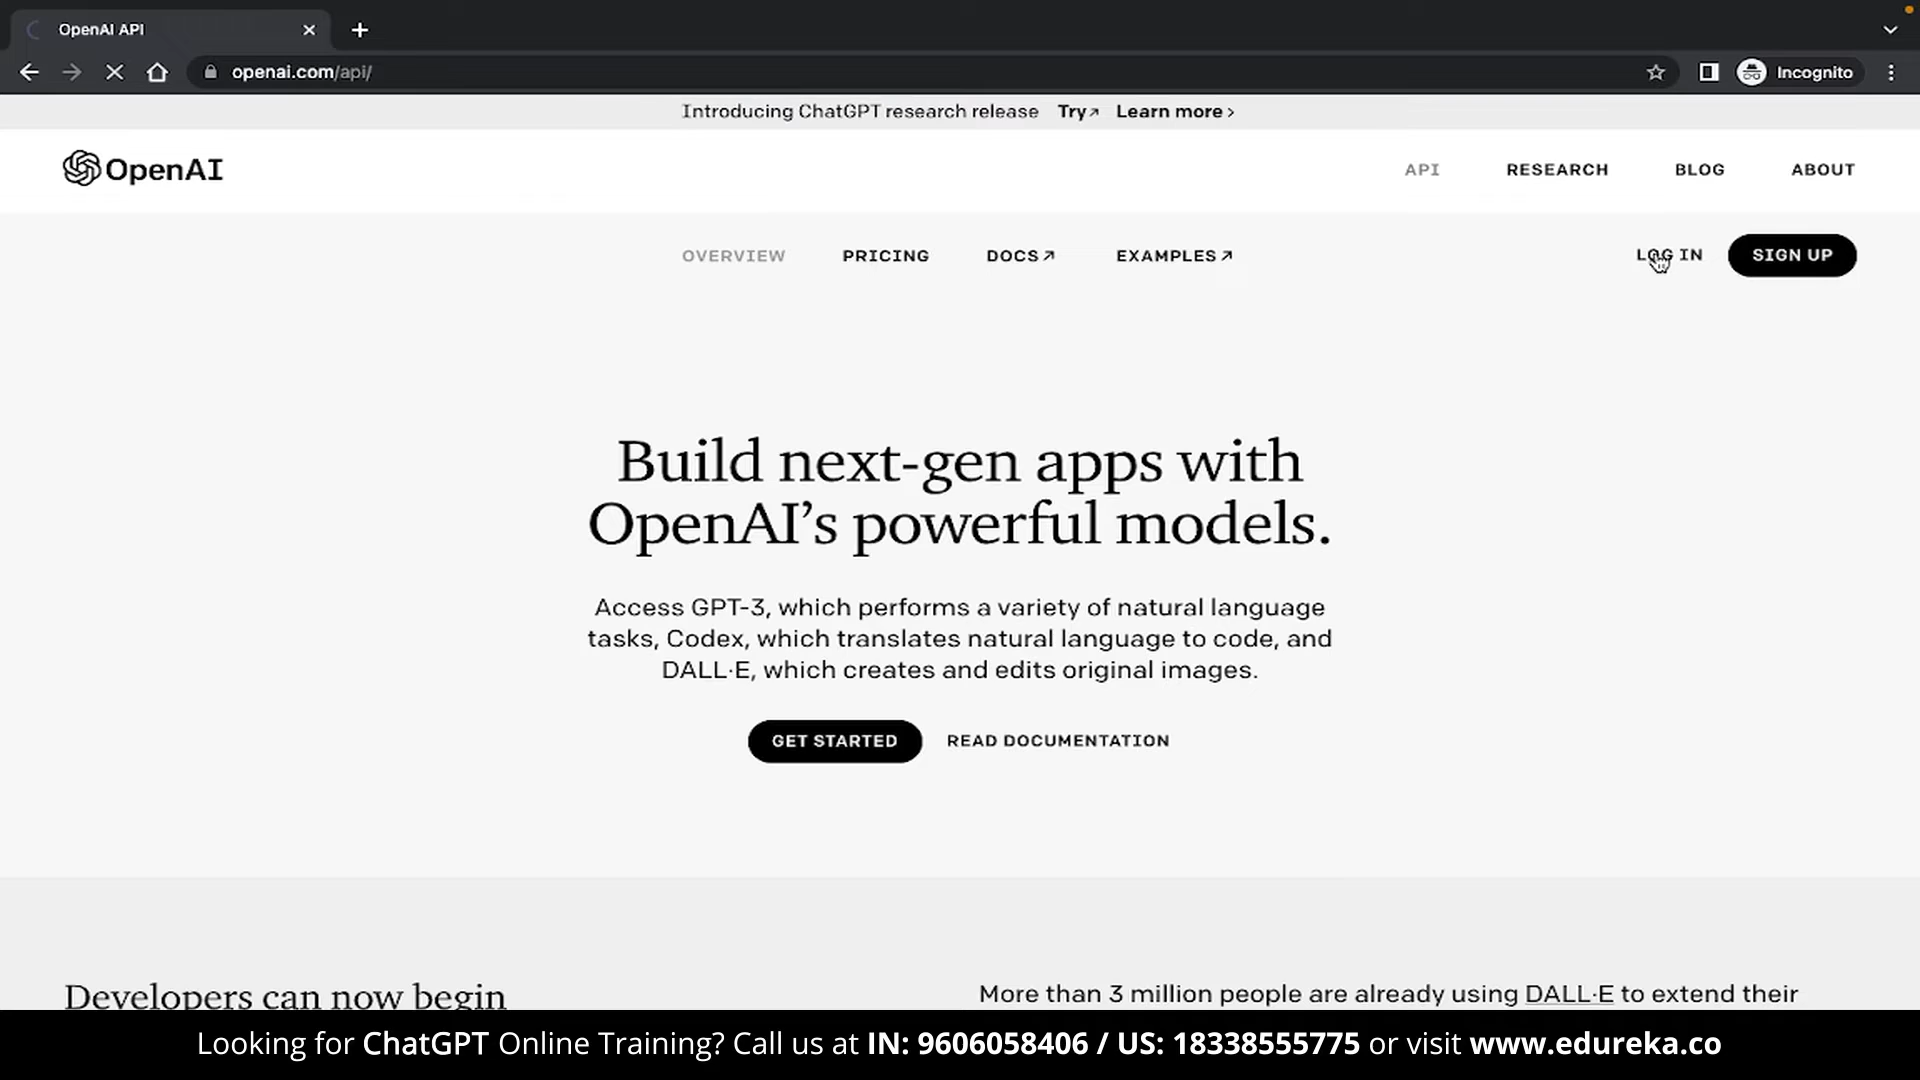 OpenAI API
openai.com/api/
Incognito
Introducing ChatGPT research release Try↗ Learn more ›
OpenAI
API RESEARCH BLOG ABOUT
OVERVIEW PRICING DOCS↗ EXAMPLES↗
LOG IN SIGN UP
Build next-gen apps with
OpenAI’s powerful models.
Access GPT-3, which performs a variety of natural language
tasks, Codex, which translates natural language to code, and
DALL·E, which creates and edits original images.
GET STARTED READ DOCUMENTATION
Developers can now begin
More than 3 million people are already using DALL·E to extend their
Looking for ChatGPT Online Training? Call us at IN: 9606058406 / US: 18338555775 or visit www.edureka.co